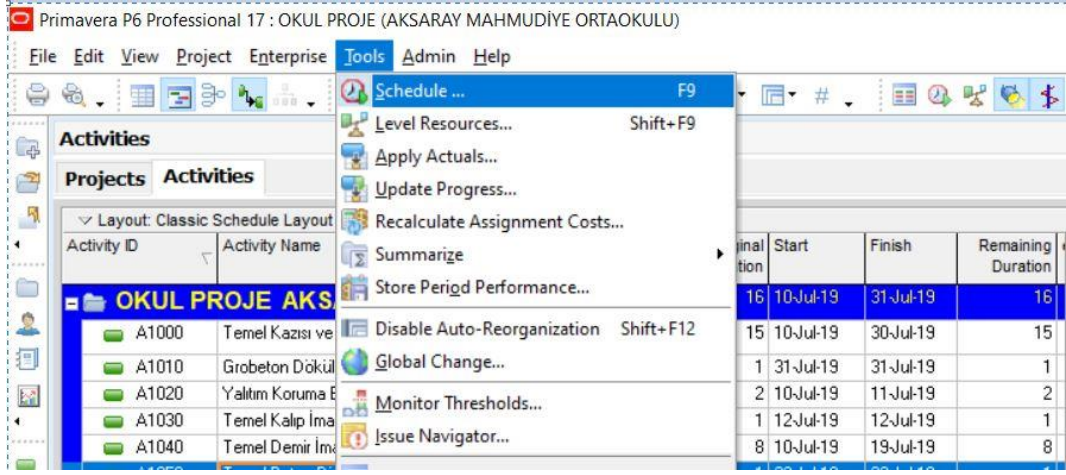 Primavera P6 Professional 17 : OKUL PROJE (AKSARAY MAHMUDİYE ORTAOKULU)
File Edit View Project Enterprise Tools Admin Help
Schedule ... F9
Level Resources... Shift+F9
Apply Actuals...
Update Progress...
Recalculate Assignment Costs...
Summarize
Store Period Performance...
Disable Auto-Reorganization Shift+F12
Global Change...
Monitor Thresholds...
Issue Navigator...
Activities
Projects Activities
Layout: Classic Schedule Layout
Activity ID Activity Name Start Finish Remaining Duration
OKUL PROJE 16 10-Jul-19 31-Jul-19 16
A1000 Temel Kazısı ve 15 10-Jul-19 30-Jul-19 15
A1010 Grobeton 1 31-Jul-19 31-Jul-19 1
A1020 Yalıtım Koruma 2 10-Jul-19 11-Jul-19 2
A1030 Temel Kalıp 1 12-Jul-19 12-Jul-19 1
A1040 Temel Demir 8 10-Jul-19 19-Jul-19 8